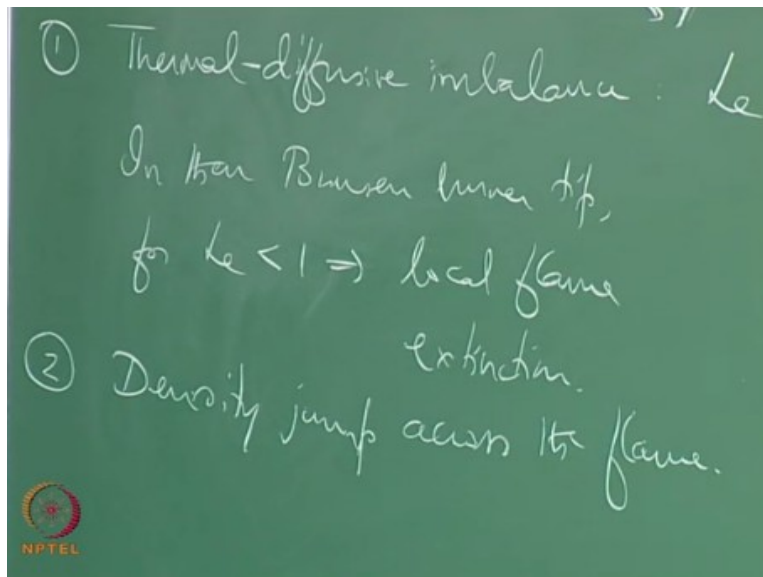 ① Thermal-diffusive imbalance : Le
In the Bunsen burner tip,
for Le < 1 ⇒ local flame
extinction.
② Density jump across the flame.
NPTEL